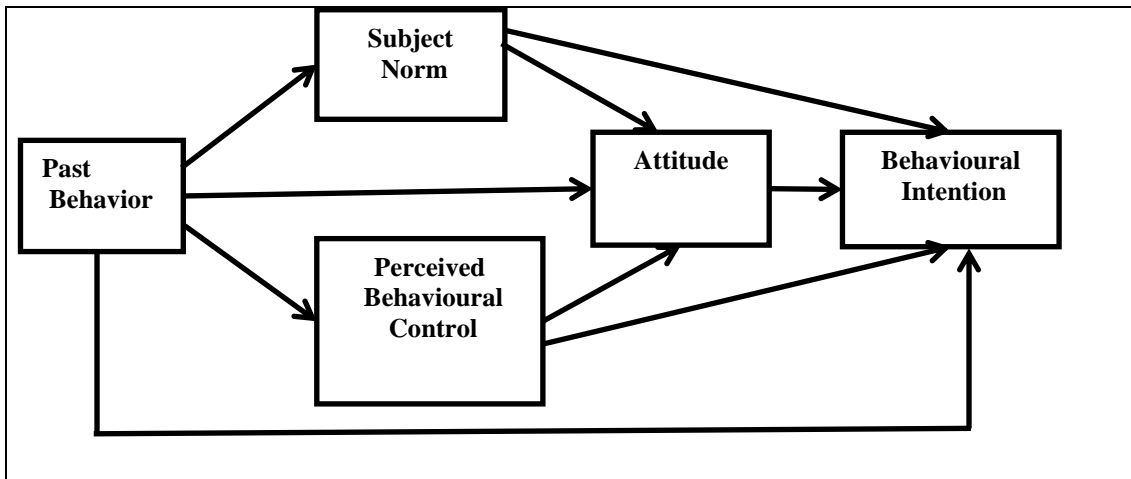 Subject
Norm
Past
Behavior
Attitude
Behavioural
Intention
Perceived
Behavioural
Control